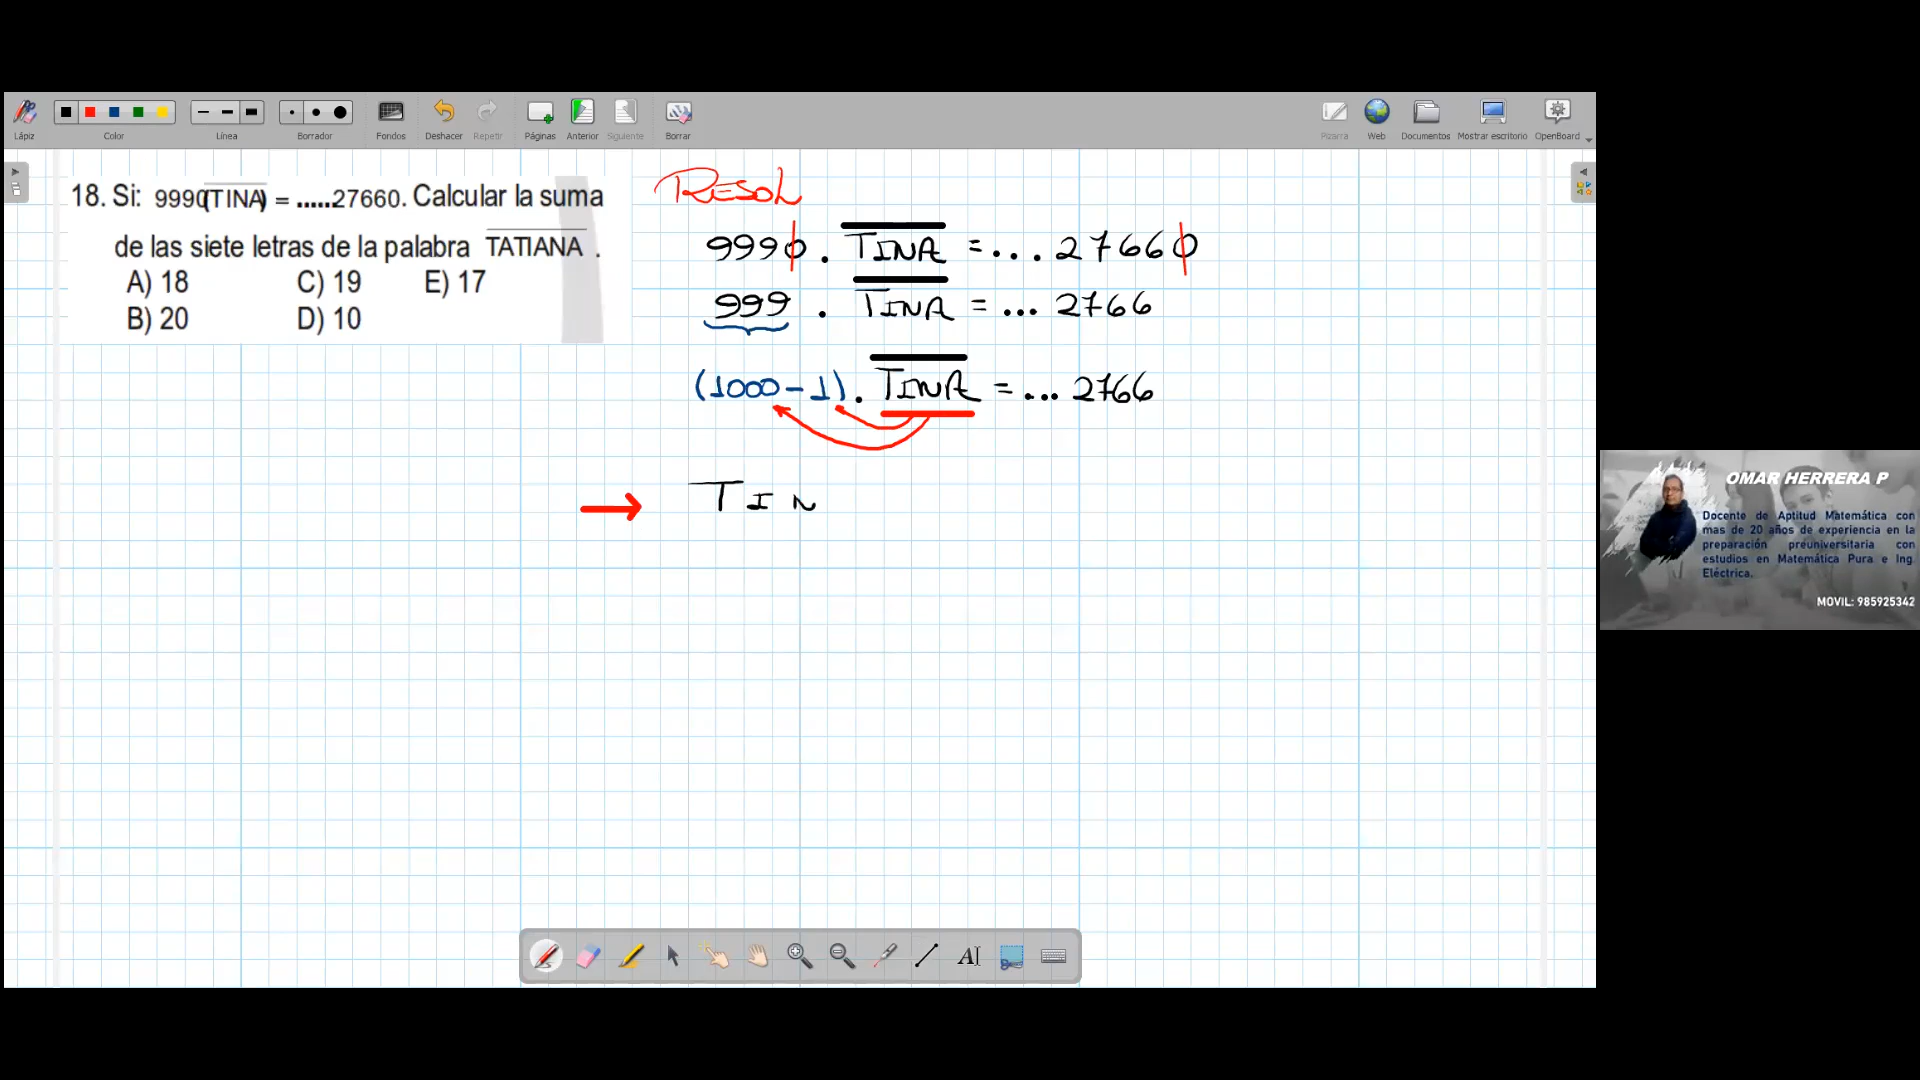 Lápiz
Color
Línea
Borrador
Fondos
Deshacer
Repetir
Páginas
Anterior
Siguiente
Borrar
Pizarra
Web
Documentos
Mostrar escritorio
OpenBoard
18. Si: 9990(TINA) = ......27660. Calcular la suma
de las siete letras de la palabra TATIANA .
A) 18 C) 19 E) 17
B) 20 D) 10
RESOL
9990 . TINA = ... 27660
999 . TINA = ... 2766
(1000 - 1) . TINA = ... 2766
TIN
OMAR HERRERA P
Docente de Aptitud Matemática con
mas de 20 años de experiencia en la
preparación preuniversitaria con
estudios en Matemática Pura e Ing.
Eléctrica.
MOVIL: 985925342
AI